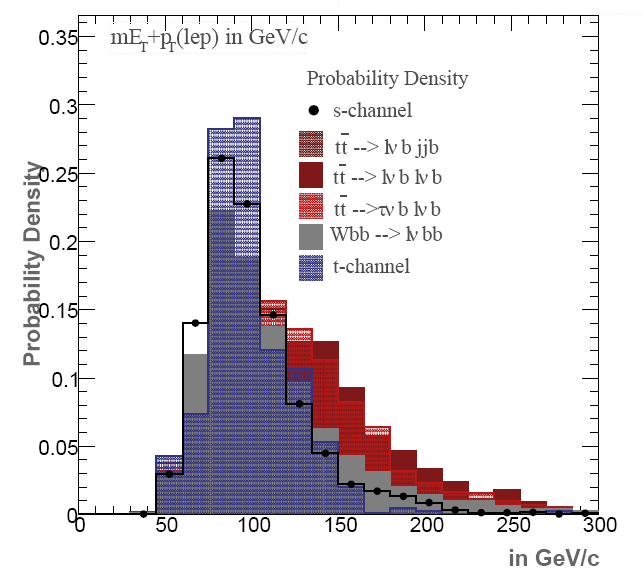 mE_T+p_T(lep) in GeV/c
Probability Density
s-channel
tt̅ --> lν b jjb
tt̅ --> lν b lν b
tt̅ -->τν b lν b
Wbb --> lν bb
t-channel
Probability Density
0.35
0.3
0.25
0.2
0.15
0.1
0.05
0
0 50 100 150 200 250 300
in GeV/c